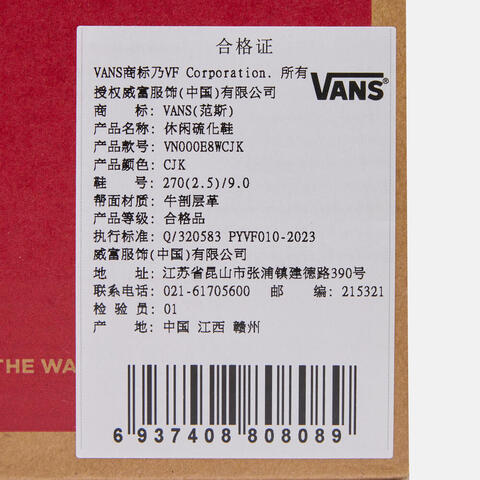 合格证
VANS商标乃VF Corporation. 所有
授权威富服饰(中国)有限公司
VANS®
商 标: VANS(范斯)
产品名称: 休闲硫化鞋
产品款号: VN000E8WCJK
产品颜色: CJK
鞋 号: 270(2.5)/9.0
帮面材质: 牛剖层革
产品等级: 合格品
执行标准: Q/320583 PYVF010-2023
威富服饰(中国)有限公司
地 址: 江苏省昆山市张浦镇建德路390号
联系电话: 021-61705600 邮 编: 215321
检 验 员: 01
产 地: 中国 江西 赣州
THE WA
6 937408 808089